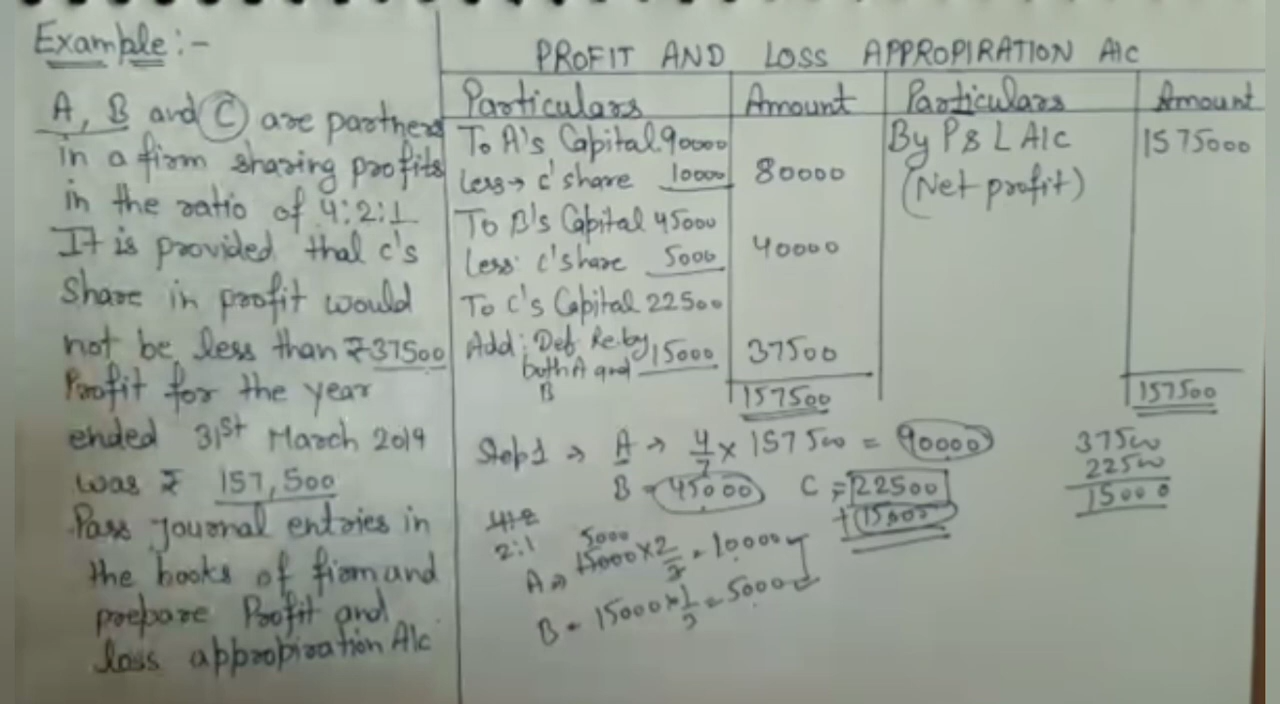 Example :-
A, B and C are partners
in a firm sharing profits
in the ratio of 4:2:1
It is provided that C's
Share in profit would
not be less than ₹37500
Profit for the year
ended 31st March 2019
was ₹ 157,500
Pass journal entries in
the books of firm and
prepare Profit and
loss appropiration A/c
PROFIT AND LOSS APPROPIRATION A/c
Particulars Amount Particulars Amount
To A's Capital 90000 By P & L A/c 1575000
Less → C'share 10000 80000 (Net profit)
To B's Capital 45000
Less: C'share 5000 40000
To C's Capital 22500
Add: Def. Re. by 15000 37500
both A and
B
157500 157500
Step 1 → A → 4/7 × 157500 = 90000
B = 45000 C = 22500
+ 15000
37500
22500
15000
2:1
5000
A → 15000 × 2/3 = 10000
B = 15000 × 1/3 = 5000